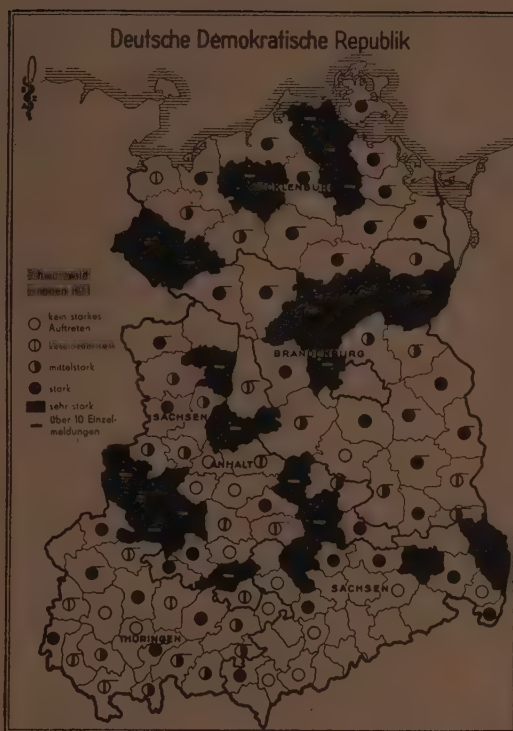 Deutsche Demokratische Republik
MECKLENBURG
kein starkes
Auftreten
mittelstark
stark
sehr stark
über 10 Einzel-
meldungen
BRANDENBURG
SACHSEN
ANHALT
SACHSEN
THÜRINGEN